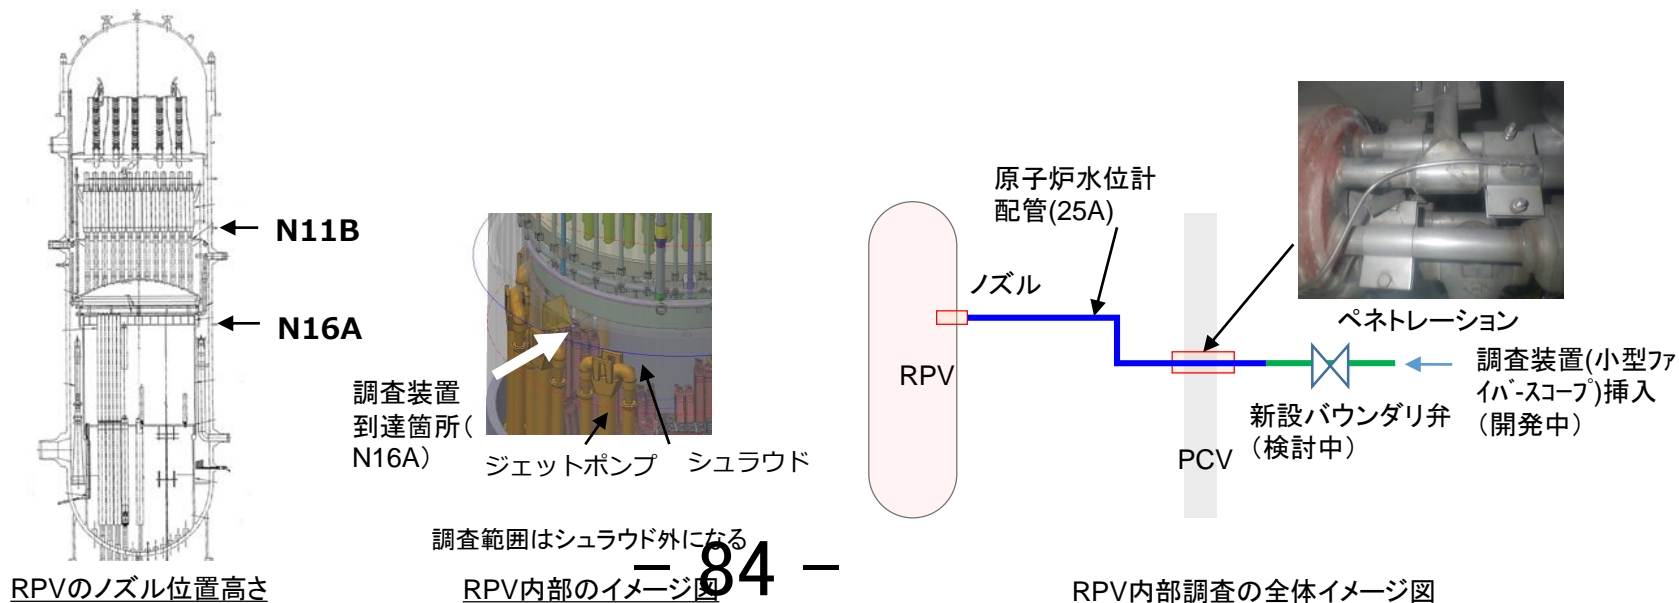 N11B
N16A
RPVのノズル位置高さ
調査装置
到達箇所(
N16A)
ジェットポンプ
シュラウド
調査範囲はシュラウド外になる
RPV内部のイメージ図
― 84 ―
原子炉水位計
配管(25A)
ノズル
RPV
PCV
ペネトレーション
調査装置(小型ファ
ｲﾊﾞｰｽｺｰﾌﾟ)挿入
(開発中)
新設バウンダリ弁
(検討中)
RPV内部調査の全体イメージ図